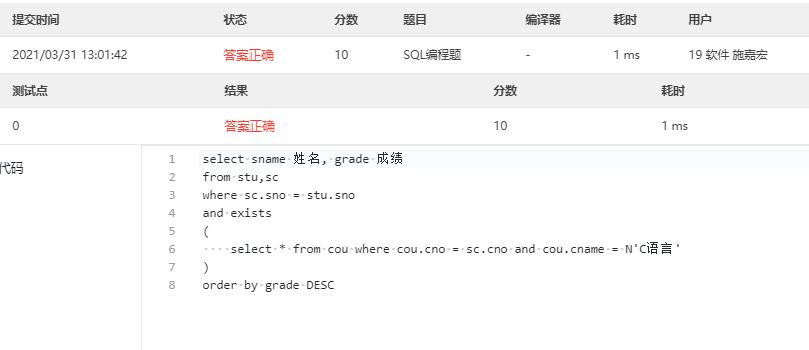 提交时间 状态 分数 题目 编译器 耗时 用户
2021/03/31 13:01:42 答案正确 10 SQL编程题 - 1 ms 19 软件 施嘉宏
测试点 结果 分数 耗时
0 答案正确 10 1 ms
代码
1 select sname 姓名, grade 成绩
2 from stu,sc
3 where sc.sno = stu.sno
4 and exists
5 (
6 ····select * from cou where cou.cno = sc.cno and cou.cname = N'C语言'
7 )
8 order by grade DESC